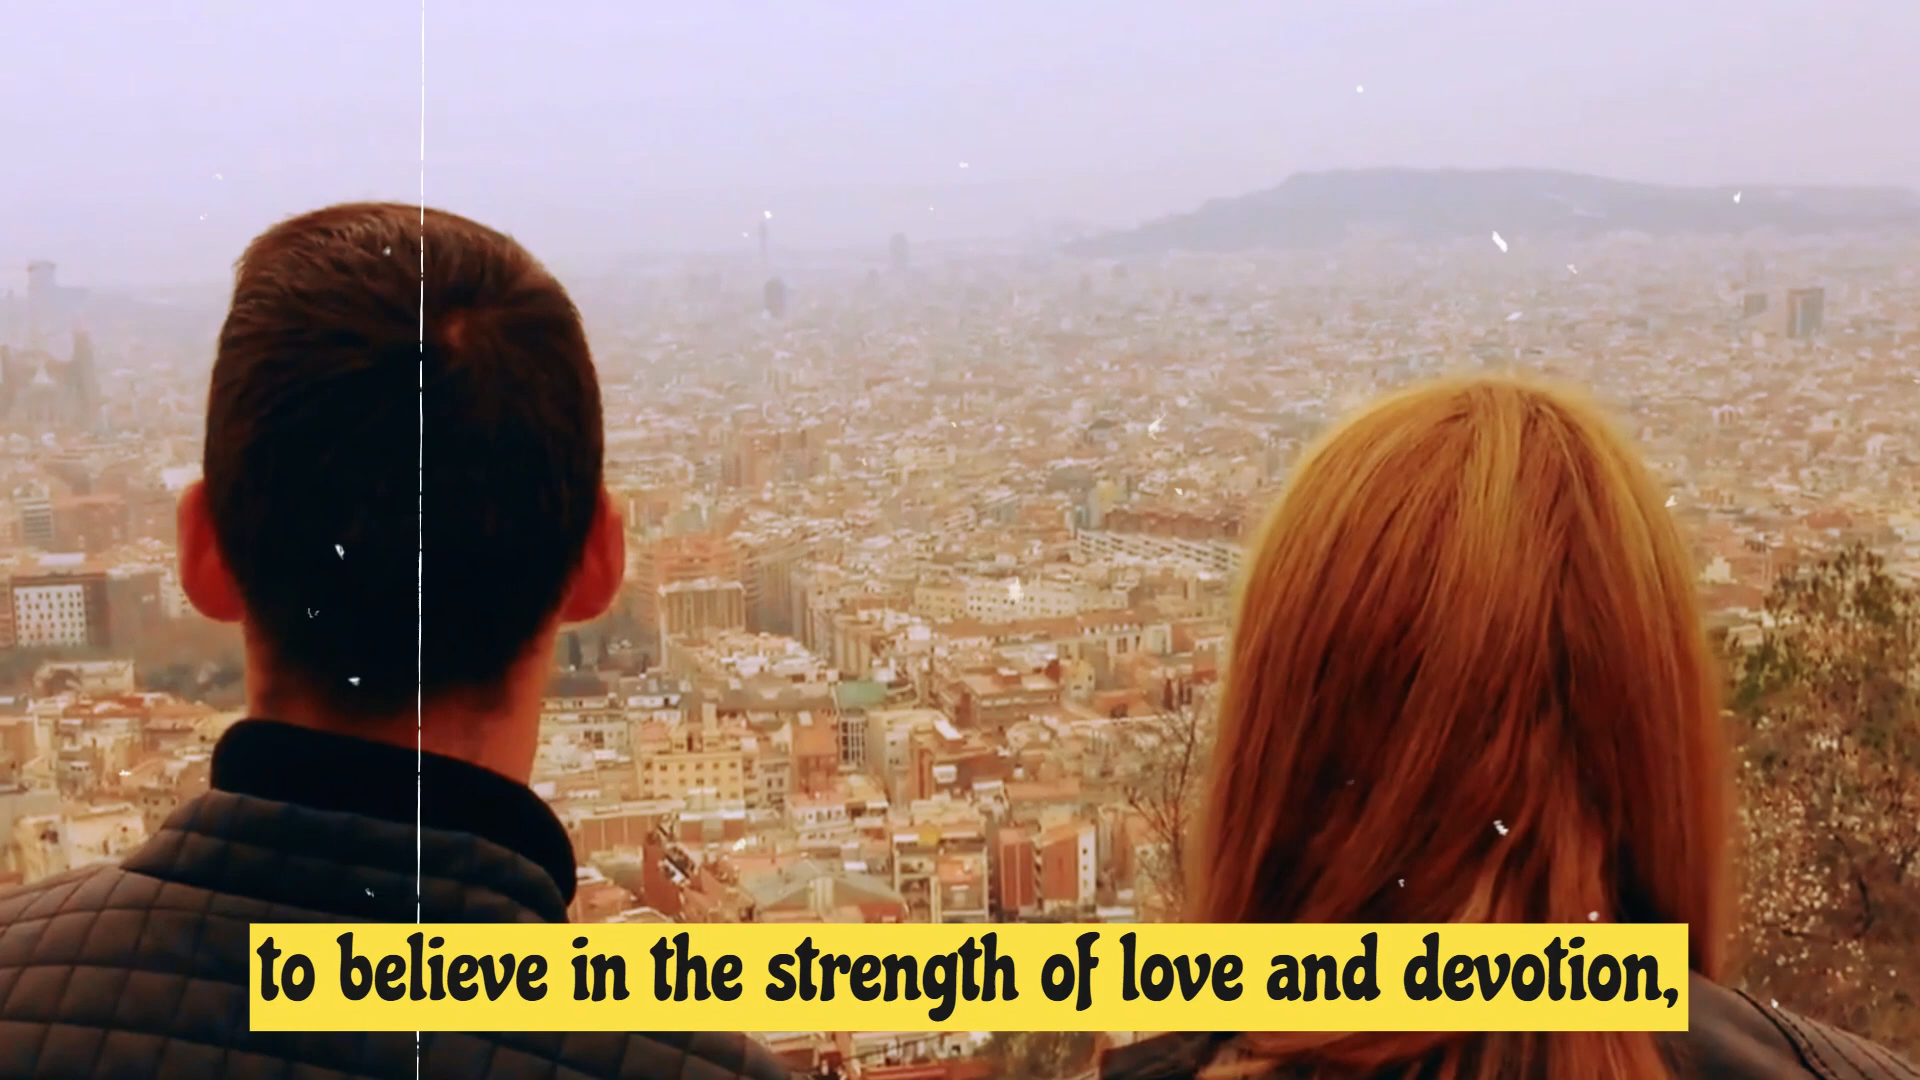 to believe in the strength of love and devotion,